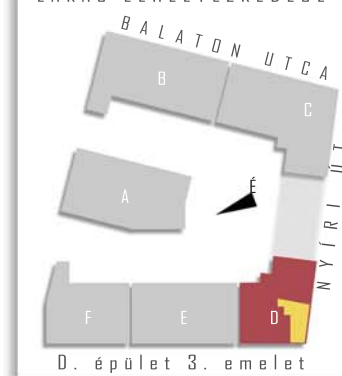 BALATON UTCA
B
C
NYÍRI ÚT
A
É
F
E
D
D. épület 3. emelet